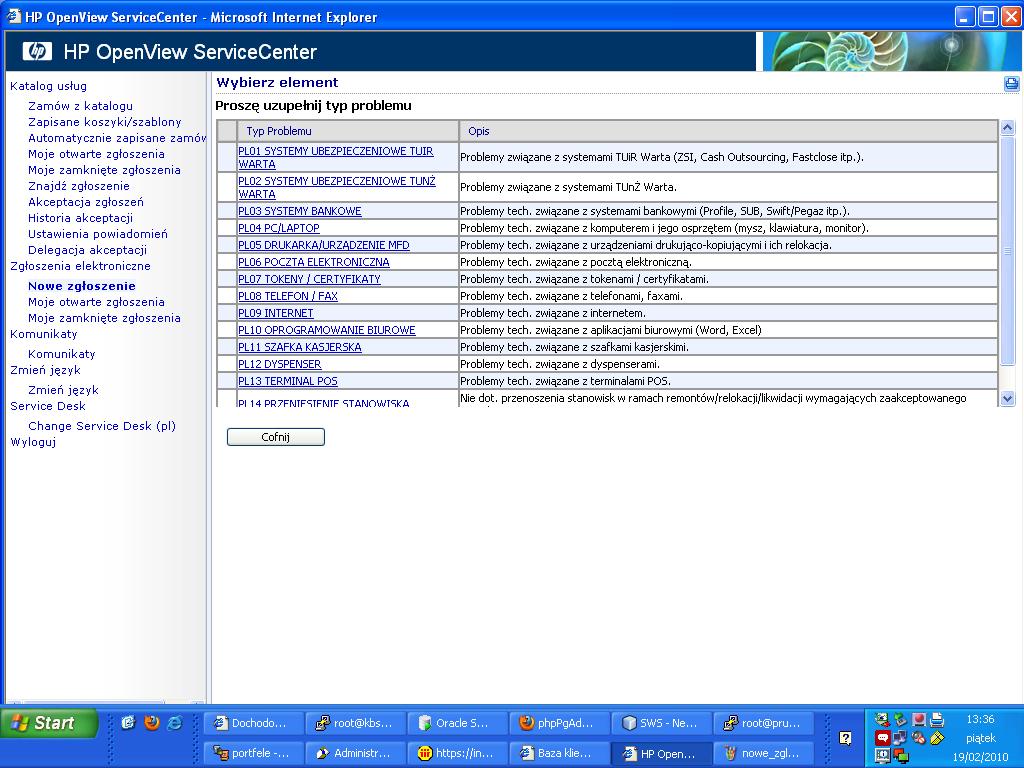 HP OpenView ServiceCenter - Microsoft Internet Explorer
hp HP OpenView ServiceCenter
Katalog usług
Zamów z katalogu
Zapisane koszyki/szablony
Automatycznie zapisane zamów
Moje otwarte zgłoszenia
Moje zamknięte zgłoszenia
Znajdź zgłoszenie
Akceptacja zgłoszeń
Historia akceptacji
Ustawienia powiadomień
Delegacja akceptacji
Zgłoszenia elektroniczne
Nowe zgłoszenie
Moje otwarte zgłoszenia
Moje zamknięte zgłoszenia
Komunikaty
Komunikaty
Zmień język
Zmień język
Service Desk
Change Service Desk (pl)
Wyloguj
Wybierz element
Proszę uzupełnij typ problemu
Typ Problemu Opis
PL01 SYSTEMY UBEZPIECZENIOWE TUIR
WARTA
Problemy związane z systemami TUiR Warta (ZSI, Cash Outsourcing, Fastclose itp.).
PL02 SYSTEMY UBEZPIECZENIOWE TUNŻ
WARTA
Problemy związane z systemami TUnŻ Warta.
PL03 SYSTEMY BANKOWE Problemy tech. związane z systemami bankowymi (Profile, SUB, Swift/Pegaz itp.).
PL04 PC/LAPTOP Problemy tech. związane z komputerem i jego osprzętem (mysz, klawiatura, monitor).
PL05 DRUKARKA/URZĄDZENIE MFD Problemy tech. związane z urządzeniami drukująco-kopiującymi i ich relokacja.
PL06 POCZTA ELEKTRONICZNA Problemy tech. związane z pocztą elektroniczną.
PL07 TOKENY / CERTYFIKATY Problemy tech. związane z tokenami / certyfikatami.
PL08 TELEFON / FAX Problemy tech. związane z telefonami, faxami.
PL09 INTERNET Problemy tech. związane z internetem.
PL10 OPROGRAMOWANIE BIUROWE Problemy tech. związane z aplikacjami biurowymi (Word, Excel)
PL11 SZAFKA KASJERSKA Problemy tech. związane z szafkami kasjerskimi.
PL12 DYSPENSER Problemy tech. związane z dyspenserami.
PL13 TERMINAL POS Problemy tech. związane z terminalami POS.
PL14 PRZENIESIENIE STANOWISKA Nie dot. przenoszenia stanowisk w ramach remontów/relokacji/likwidacji wymagających zaakceptowanego
Cofnij
Start
Dochodo... root@kbs... Oracle S... phpPgAd... SWS - Ne... root@pru...
portfele -... Administr... https://in... Baza klie... HP Open... nowe_zgl...
13:36
piątek
19/02/2010